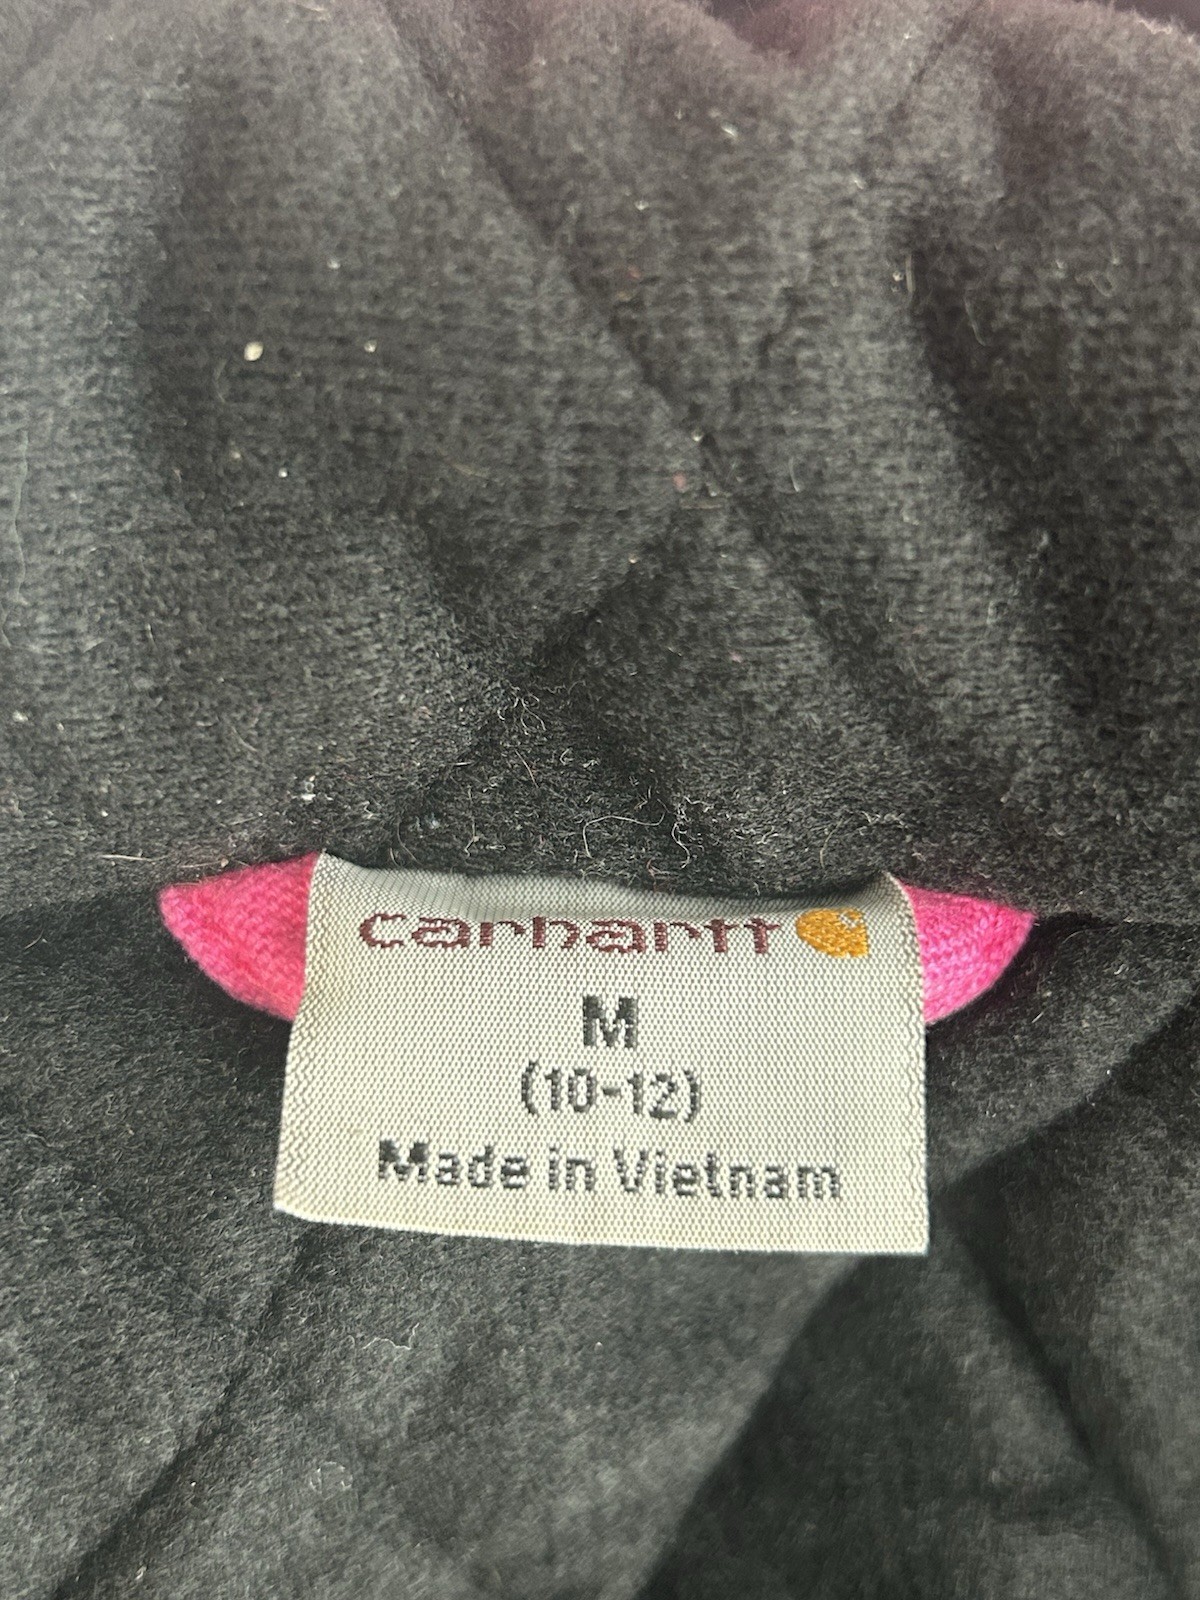 carhartt
M
(10-12)
Made in Vietnam